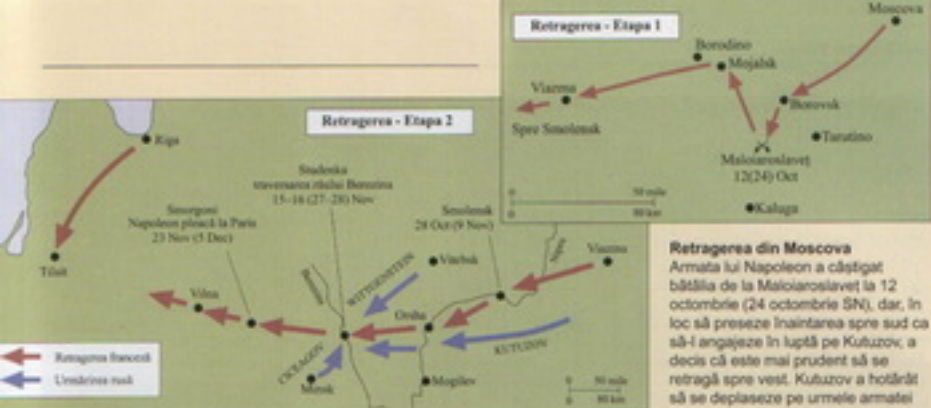 Retragerea - Etapa 1
Moscova
Borodino
Mojaisk
Viazma
Borovsk
Spre Smolensk
Tarutino
Maloiaroslaveț
12(24) Oct
0
50 mile
0
80 km
Kaluga
Retragerea - Etapa 2
Riga
Studenka
traversarea râului Berezina
15-16 (27-28) Nov
Smorgoni
Napoleon pleacă la Paris
23 Nov (5 Dec)
Smolensk
28 Oct (9 Nov)
Tilsit
Vitebsk
Viazma
WITTGENSTEIN
Vilna
Orsha
KUTUZOV
CICEAGOV
Minsk
Mogilev
0
50 mile
0
80 km
Retragerea franceză
Urmărirea rusă
Retragerea din Moscova
Armata lui Napoleon a câștigat
bătălia de la Maloiaroslaveț la 12
octombrie (24 octombrie SN), dar, în
loc să preseze înaintarea spre sud ca
să-l angajeze în luptă pe Kutuzov, a
decis că este mai prudent să se
retragă spre vest. Kutuzov a hotărât
să se deplaseze pe urmele armatei